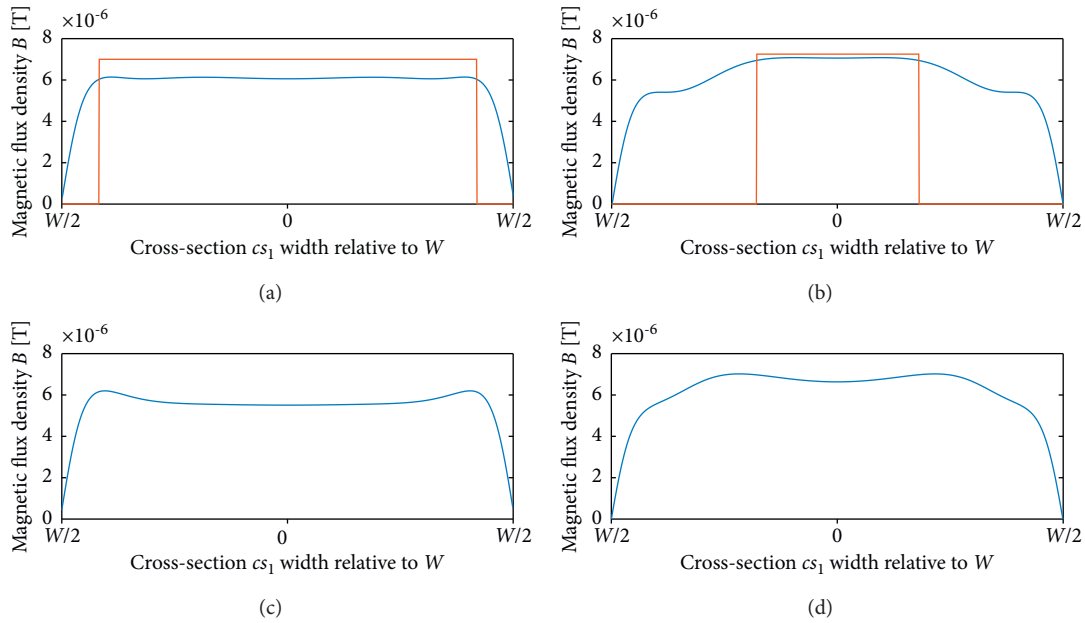 ×10⁻⁶
Magnetic flux density B [T]
8
6
4
2
0
W/2
0
W/2
Cross-section cs₁ width relative to W
(a)
×10⁻⁶
Magnetic flux density B [T]
8
6
4
2
0
W/2
0
W/2
Cross-section cs₁ width relative to W
(b)
×10⁻⁶
Magnetic flux density B [T]
8
6
4
2
0
W/2
0
W/2
Cross-section cs₁ width relative to W
(c)
×10⁻⁶
Magnetic flux density B [T]
8
6
4
2
0
W/2
0
W/2
Cross-section cs₁ width relative to W
(d)